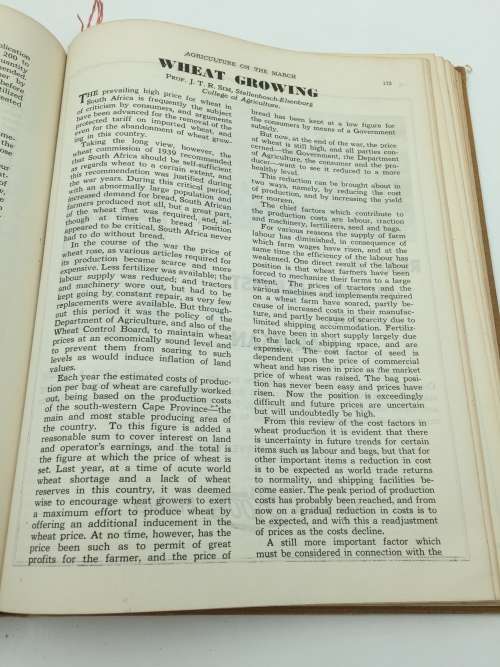 plication
200 to
quantity
mended.
er by
before
utilized
eated
me.
the
ose
our
at.
of
w,
e
AGRICULTURE ON THE MARCH
175
WHEAT GROWING
PROF. J. T. R. SIM, Stellenbosch-Elsenburg
College of Agriculture.
THE prevailing high price for wheat in
South Africa is frequently the subject
of criticism by consumers, and arguments
have been advanced for the removal of the
protected tariff on imported wheat, and
even for the abandonment of wheat grow-
ing in this country.
Taking the long view, however, the
wheat commission of 1939 recommended
that South Africa should be self-sufficient
as regards wheat to a certain extent, and
this recommendation was justified during
the war years. During this critical period,
with an abnormally large population and
increased demand for bread, South African
farmers produced not all, but a great part,
of the wheat that was required, and, al-
though at times the bread position
appeared to be critical, South Africa never
had to do without bread.
In the course of the war the price of
wheat rose, as various articles required for
its production became scarce and more
expensive. Less fertilizer was available; the
labour supply was reduced; and tractors
and machinery wore out, but had to be
kept going by constant repair, as very few
replacements were available. But through-
out this period it was the policy of the
Department of Agriculture, and also of the
Wheat Control Board, to maintain wheat
prices at an economically sound level and
to prevent them from soaring to such
levels as would induce inflation of land
values.
Each year the estimated costs of produc-
tion per bag of wheat are carefully worked
out, being based on the production costs
of the south-western Cape Province—the
main and most stable producing area of
the country. To this figure is added a
reasonable sum to cover interest on land
and operator's earnings, and the total is
the figure at which the price of wheat is
set. Last year, at a time of acute world
wheat shortage and a lack of wheat
reserves in this country, it was deemed
wise to encourage wheat growers to exert
a maximum effort to produce wheat by
offering an additional inducement in the
wheat price. At no time, however, has the
price been such as to permit of great
profits for the farmer, and the price of
bread has been kept at a low figure for
the consumers by means of a Government
subsidy.
But now, at the end of the war, the price
of wheat is still high, and all parties con-
cerned—the Government, the Department
of Agriculture, the consumer and the pro-
ducer—want to see it reduced to a more
healthy level.
This reduction can be brought about in
two ways, namely, by reducing the cost
of production, and by increasing the yield
per morgen.
The chief factors which contribute to
the production costs are labour, traction
and machinery, fertilizers, seed and bags.
For various reasons the supply of farm
labour has diminished, in consequence of
which farm wages have risen, and at the
same time the efficiency of the labour has
weakened. One direct result of the labour
position is that wheat farmers have been
forced to mechanize their farms to a large
extent. The prices of tractors and the
various machines and implements required
on a wheat farm have soared, partly be-
cause of increased costs in their manufac-
ture, and partly because of scarcity due to
limited shipping accommodation. Fertiliz-
ers have been in short supply largely due
to the lack of shipping space, and are
expensive. The cost factor of seed is
dependent upon the price of commercial
wheat and has risen in price as the market
price of wheat was raised. The bag posi-
tion has never been easy and prices have
risen. Now the position is exceedingly
difficult and future prices are uncertain
but will undoubtedly be high.
From this review of the cost factors in
wheat production it is evident that there
is uncertainty in future trends for certain
items such as labour and bags, but that for
other important items a reduction in cost
is to be expected as world trade returns
to normality, and shipping facilities be-
come easier. The peak period of production
costs has probably been reached, and from
now on a gradual reduction in costs is to
be expected, and with this a readjustment
of prices as the costs decline.
A still more important factor which
must be considered in connection with the